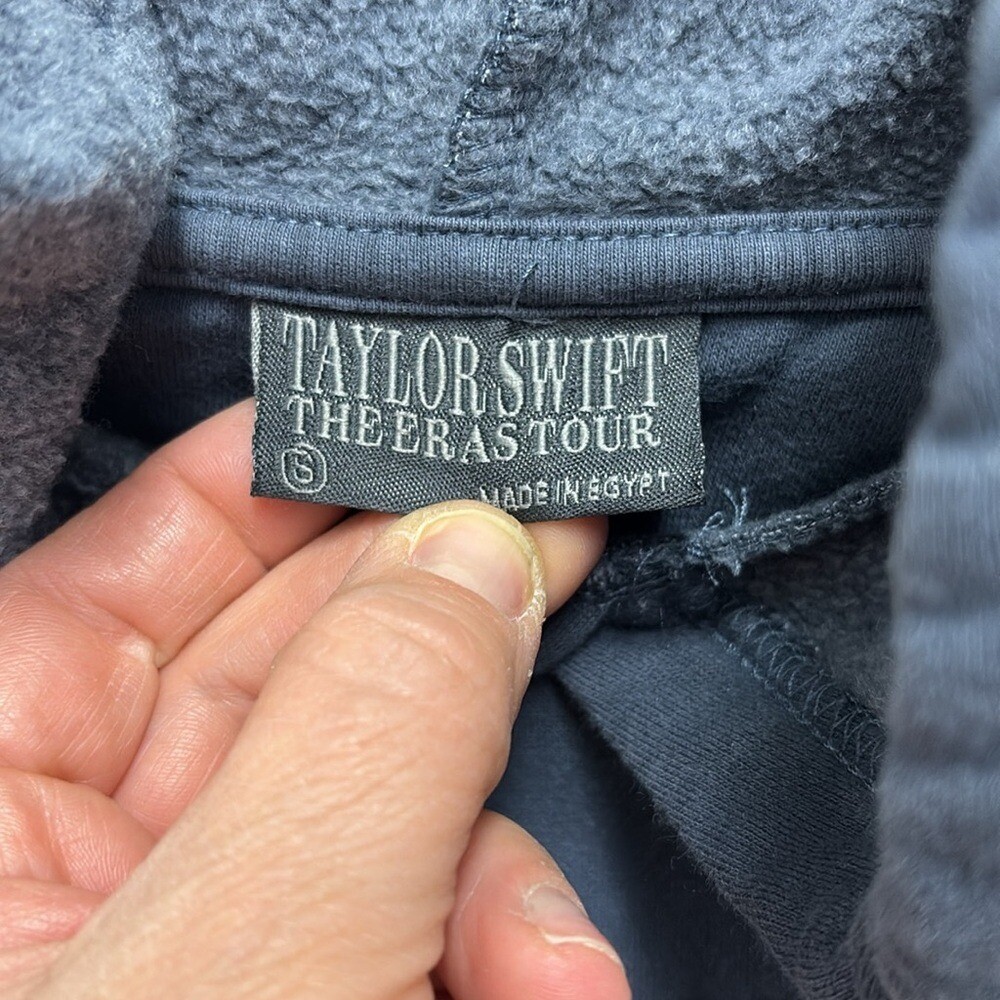 TAYLOR SWIFT
THE ERAS TOUR
S
MADE IN EGYPT